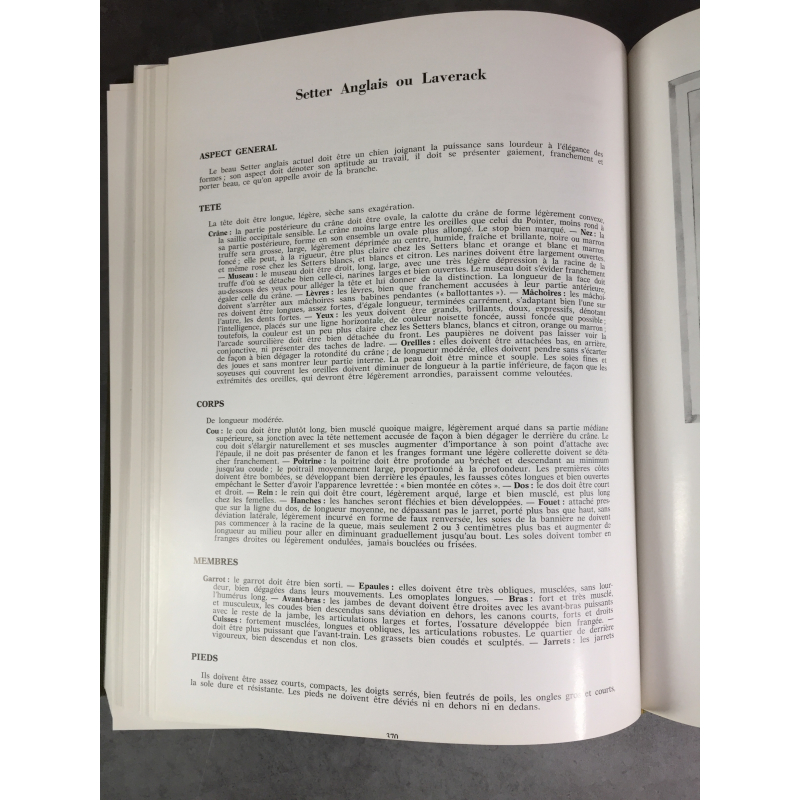 Setter Anglais ou Laverack
ASPECT GENERAL
Le beau Setter anglais actuel doit être un chien joignant la puissance sans lourdeur à l'élégance des
formes ; son aspect doit dénoter son aptitude au travail, il doit se présenter gaiement, franchement et
porter beau, ce qu'on appelle avoir de la branche.
TETE
La tête doit être longue, légère, sèche sans exagération.
Crâne : la partie postérieure du crâne doit être ovale, la calotte du crâne de forme légèrement convexe,
la saillie occipitale sensible. Le crâne moins large entre les oreilles que celui du Pointer, moins rond à
sa partie postérieure, forme en son ensemble un ovale plus allongé. Le stop bien marqué. — Nez : la
truffe sera grosse, large, légèrement déprimée au centre, humide, fraîche et brillante, noire ou marron
foncé ; elle peut, à la rigueur, être plus claire chez les Setters blanc et orange et blanc et marron
et même rose chez les Setters blancs, et blancs et citron. Les narines doivent être largement ouvertes.
— Museau : le museau doit être droit, long, large, avec une très légère dépression à la racine de la
truffe d'où se détache bien celle-ci, narines larges et bien ouvertes. Le museau doit s'évider franchement
au-dessous des yeux pour alléger la tête et lui donner de la distinction. La longueur de la face doit
égaler celle du crâne. — Lèvres : les lèvres, bien que franchement accusées à leur partie antérieure,
doivent s'arrêter aux mâchoires sans babines pendantes (« ballottantes »). — Mâchoires : les mâchoi-
res doivent être longues, assez fortes, d'égale longueur, terminées carrément, s'adaptant bien l'une sur
l'autre, les dents fortes. — Yeux : les yeux doivent être grands, brillants, doux, expressifs, dénotant
l'intelligence, placés sur une ligne horizontale, de couleur noisette foncée, aussi foncée que possible ;
toutefois, la couleur est un peu plus claire chez les Setters blancs, blancs et citron, orange ou marron ;
l'arcade sourcilière doit être bien détachée du front. Les paupières ne doivent pas laisser voir la
conjonctive, ni présenter des taches de ladre. — Oreilles : elles doivent être attachées bas, en arrière,
de façon à bien dégager la rotondité du crâne ; de longueur modérée, elles doivent pendre sans s'écarter
des joues et sans montrer leur partie interne. La peau doit être mince et souple. Les soies fines et
soyeuses qui couvrent les oreilles doivent diminuer de longueur à la partie inférieure, de façon que les
extrémités des oreilles, qui devront être légèrement arrondies, paraissent comme veloutées.
CORPS
De longueur modérée.
Cou : le cou doit être plutôt long, bien musclé quoique maigre, légèrement arqué dans sa partie médiane
supérieure, sa jonction avec la tête nettement accusée de façon à bien dégager le derrière du crâne. Le
cou doit s'élargir naturellement et ses muscles augmenter d'importance à son point d'attache avec
l'épaule, il ne doit pas présenter de fanon et les franges formant une légère collerette doivent se déta-
cher franchement. — Poitrine : la poitrine doit être profonde au bréchet et descendant au minimum
jusqu'au coude ; le poitrail moyennement large, proportionné à la profondeur. Les premières côtes
doivent être bombées, se développant bien derrière les épaules, les fausses côtes longues et bien ouvertes
empêchant le Setter d'avoir l'apparence levrettée : « bien montée en côtes ». — Dos : le dos doit être court
et droit. — Rein : le rein qui doit être court, légèrement arqué, large et bien musclé, est plus long
chez les femelles. — Hanches : les hanches seront fléchies et bien développées. — Fouet : attaché pres-
que sur la ligne du dos, de longueur moyenne, ne dépassant pas le jarret, porté plus bas que haut, sans
déviation latérale, légèrement incurvé en forme de faux renversée, les soies de la bannière ne doivent
pas commencer à la racine de la queue, mais seulement 2 ou 3 centimètres plus bas et augmenter de
longueur au milieu pour aller en diminuant graduellement jusqu'au bout. Les soies doivent tomber en
franges droites ou légèrement ondulées, jamais bouclées ou frisées.
MEMBRES
Garrot : le garrot doit être bien sorti. — Epaules : elles doivent être très obliques, musclées, sans lour-
deur, bien dégagées dans leurs mouvements. Les omoplates longues. — Bras : fort et très musclé,
l'humérus long. — Avant-bras : les jambes de devant doivent être droites avec les avant-bras puissants
et musculeux, les coudes bien descendus sans déviation en dehors, les canons courts, forts et droits
avec le reste de la jambe, les articulations larges et fortes, l'ossature développée bien frangée. —
Cuisses : fortement musclées, longues et obliques, les articulations robustes. Le quartier de derrière
doit être plus puissant que l'avant-train. Les grassets bien coudés et sculptés. — Jarrets : les jarrets
vigoureux, bien descendus et non clos.
PIEDS
Ils doivent être assez courts, compacts, les doigts serrés, bien feutrés de poils, les ongles gros et courts,
la sole dure et résistante. Les pieds ne doivent être déviés ni en dehors ni en dedans.
370